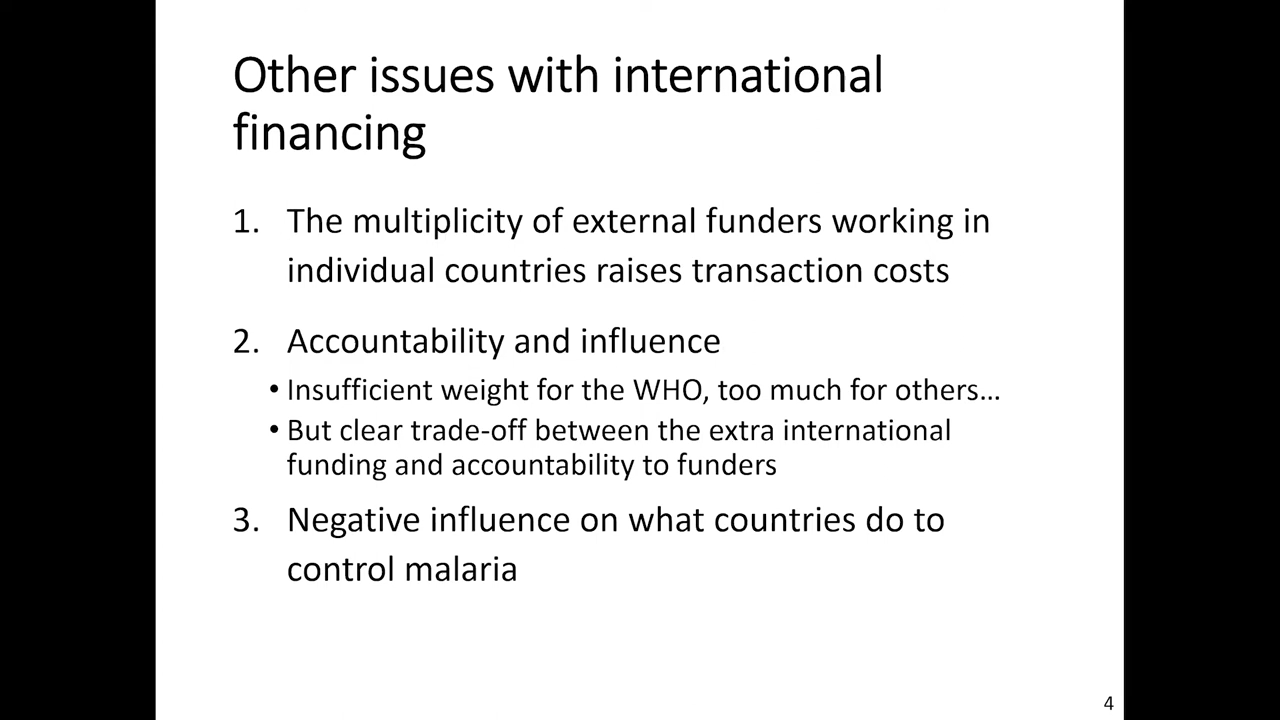 Other issues with international
financing
1. The multiplicity of external funders working in
individual countries raises transaction costs
2. Accountability and influence
• Insufficient weight for the WHO, too much for others…
• But clear trade-off between the extra international
funding and accountability to funders
3. Negative influence on what countries do to
control malaria
4